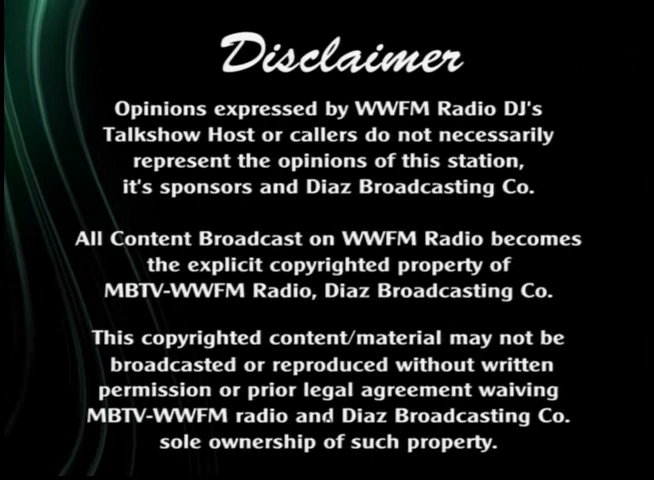 Disclaimer
Opinions expressed by WWFM Radio DJ's
Talkshow Host or callers do not necessarily
represent the opinions of this station,
it's sponsors and Diaz Broadcasting Co.
All Content Broadcast on WWFM Radio becomes
the explicit copyrighted property of
MBTV-WWFM Radio, Diaz Broadcasting Co.
This copyrighted content/material may not be
broadcasted or reproduced without written
permission or prior legal agreement waiving
MBTV-WWFM radio and Diaz Broadcasting Co.
sole ownership of such property.